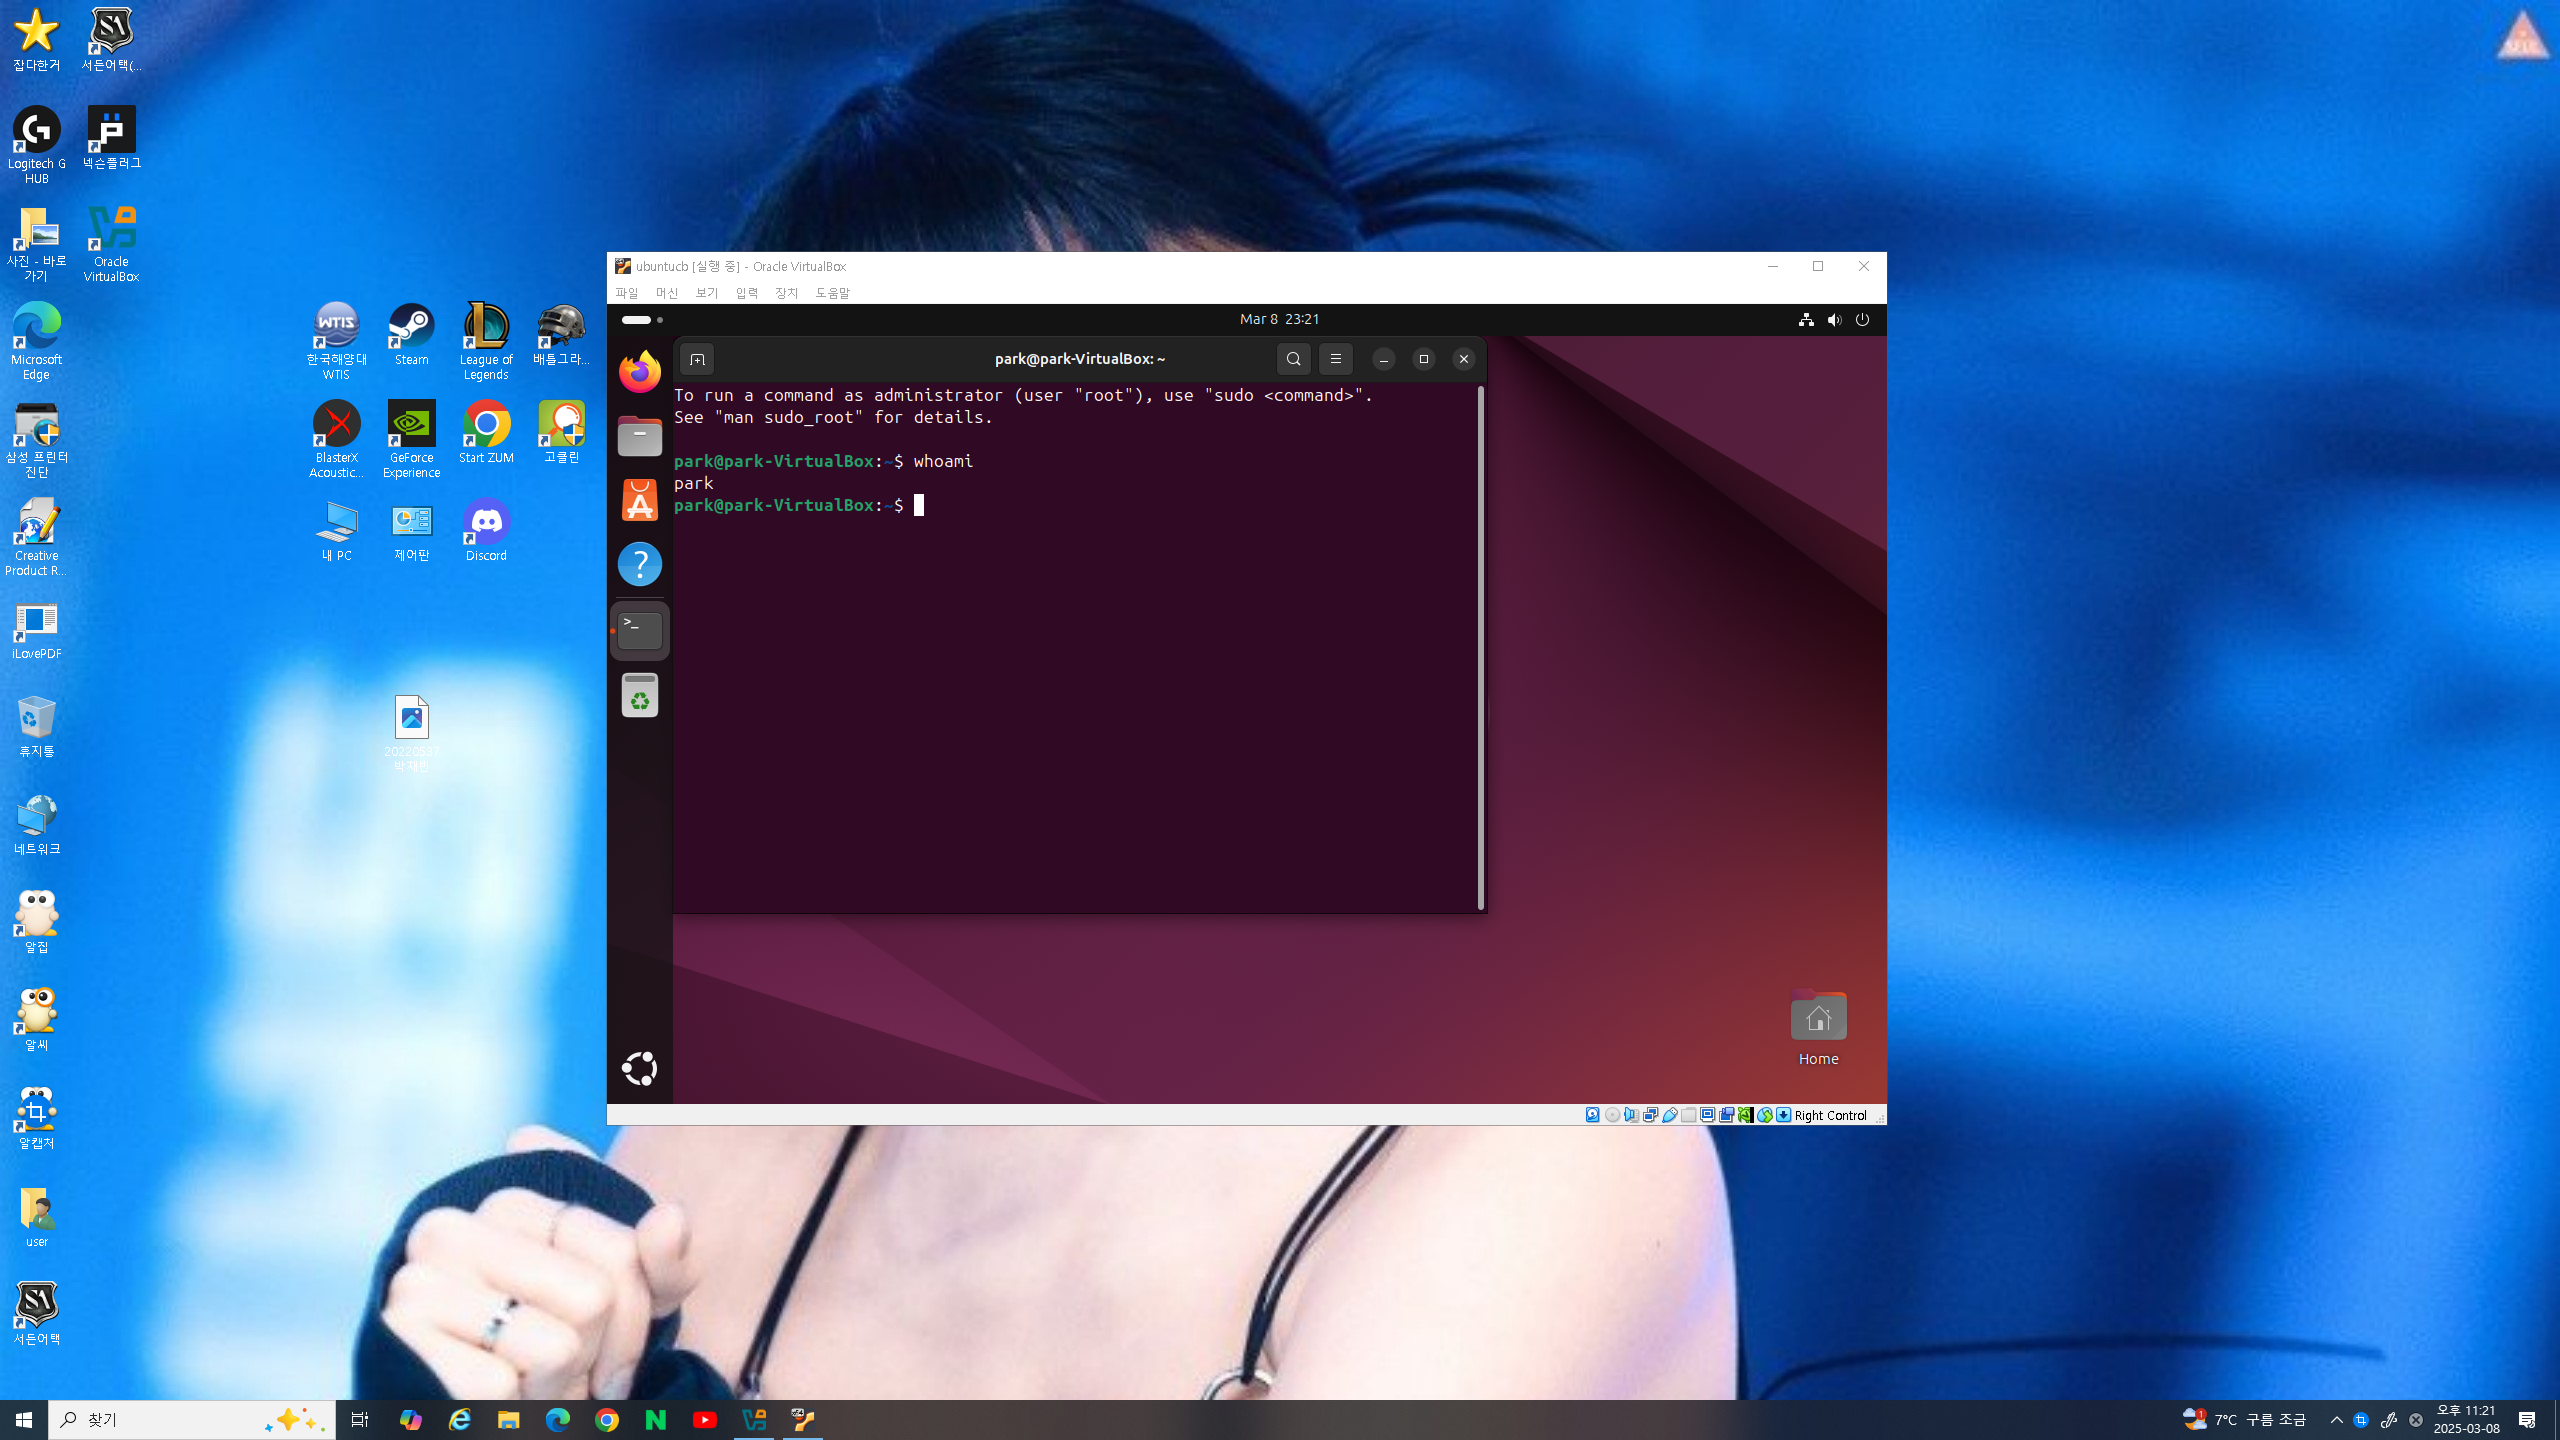 잡다한거
서든어택(...
Logitech G
HUB
넥슨플러그
사진 - 바로
가기
Oracle
VirtualBox
Microsoft
Edge
삼성 프린터
진단
Creative
Product R...
iLovePDF
휴지통
네트워크
알집
알씨
알캡처
user
서든어택
WTIS
한국해양대
WTIS
Steam
League of
Legends
배틀그라...
BlasterX
Acoustic...
GeForce
Experience
Start ZUM
고클린
내 PC
제어판
Discord
20220537
박재민
ubuntucb [실행 중] - Oracle VirtualBox
파일 머신 보기 입력 장치 도움말
Mar 8 23:21
park@park-VirtualBox: ~
To run a command as administrator (user "root"), use "sudo <command>".
See "man sudo_root" for details.
park@park-VirtualBox:~$ whoami
park
park@park-VirtualBox:~$
Home
Right Control
찾기
7°C 구름 조금
오후 11:21
2025-03-08